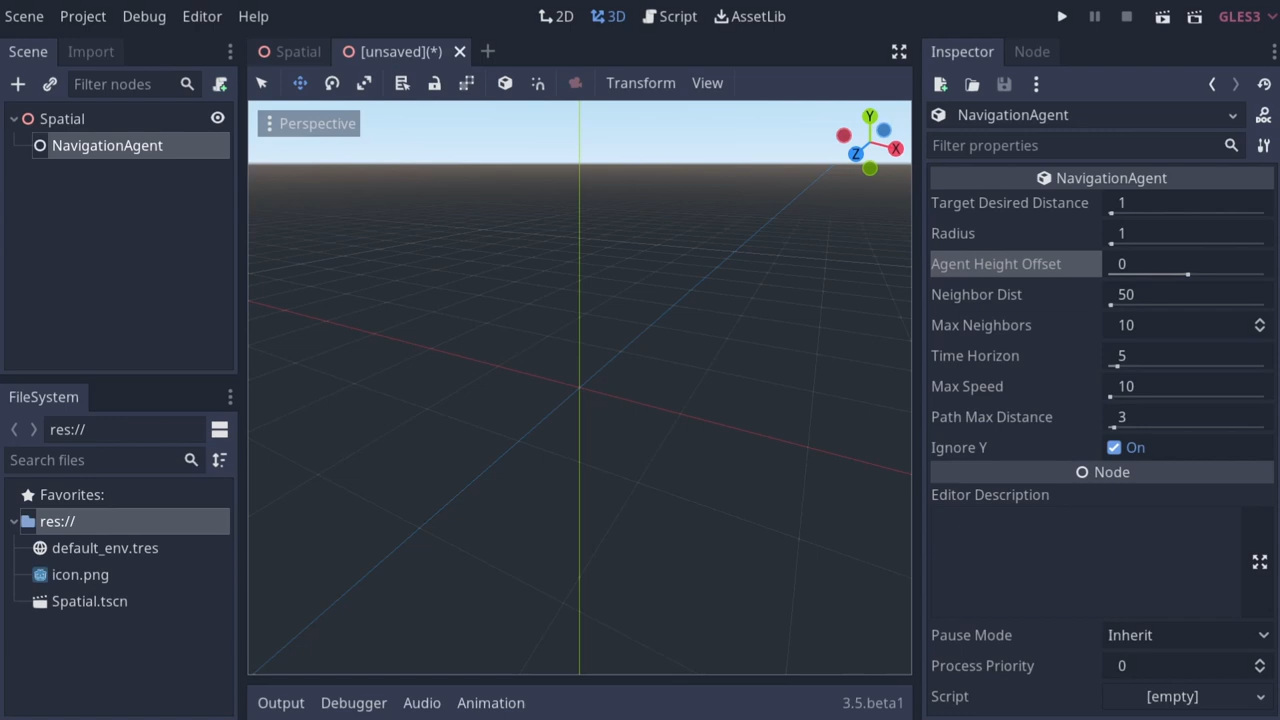 Scene Project Debug Editor Help 2D 3D Script AssetLib GLES3
Scene Import
Filter nodes
Spatial
NavigationAgent
FileSystem
res://
Search files
Favorites:
res://
default_env.tres
icon.png
Spatial.tscn
Spatial [unsaved](*)
Transform View
Perspective
Y
X
Z
Output Debugger Audio Animation 3.5.beta1
Inspector Node
NavigationAgent
Filter properties
NavigationAgent
Target Desired Distance 1
Radius 1
Agent Height Offset 0
Neighbor Dist 50
Max Neighbors 10
Time Horizon 5
Max Speed 10
Path Max Distance 3
Ignore Y On
Node
Editor Description
Pause Mode Inherit
Process Priority 0
Script [empty]